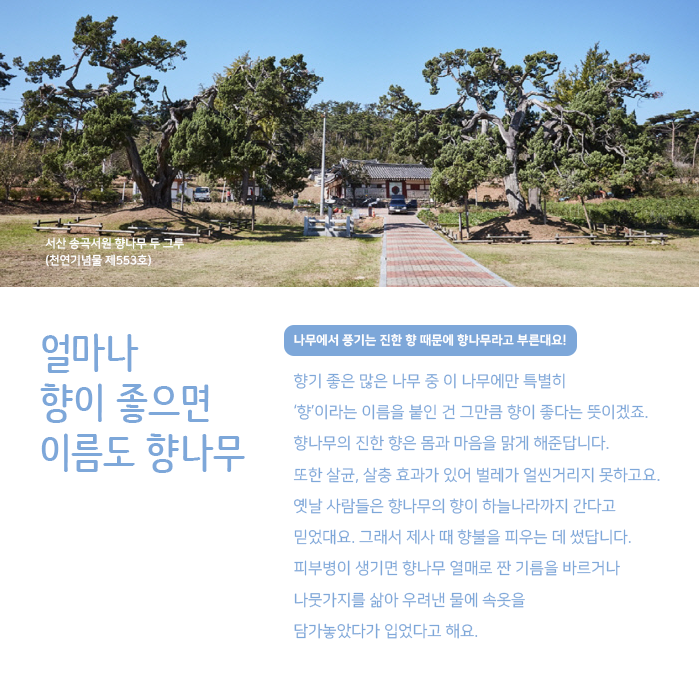 서산 송곡서원 향나무 두 그루
(천연기념물 제553호)
얼마나
향이 좋으면
이름도 향나무
나무에서 풍기는 진한 향 때문에 향나무라고 부른대요!
향기 좋은 많은 나무 중 이 나무에만 특별히
‘향’이라는 이름을 붙인 건 그만큼 향이 좋다는 뜻이겠죠.
향나무의 진한 향은 몸과 마음을 맑게 해준답니다.
또한 살균, 살충 효과가 있어 벌레가 얼씬거리지 못하고요.
옛날 사람들은 향나무의 향이 하늘나라까지 간다고
믿었대요. 그래서 제사 때 향불을 피우는 데 썼답니다.
피부병이 생기면 향나무 열매로 짠 기름을 바르거나
나뭇가지를 삶아 우려낸 물에 속옷을
담가놓았다가 입었다고 해요.